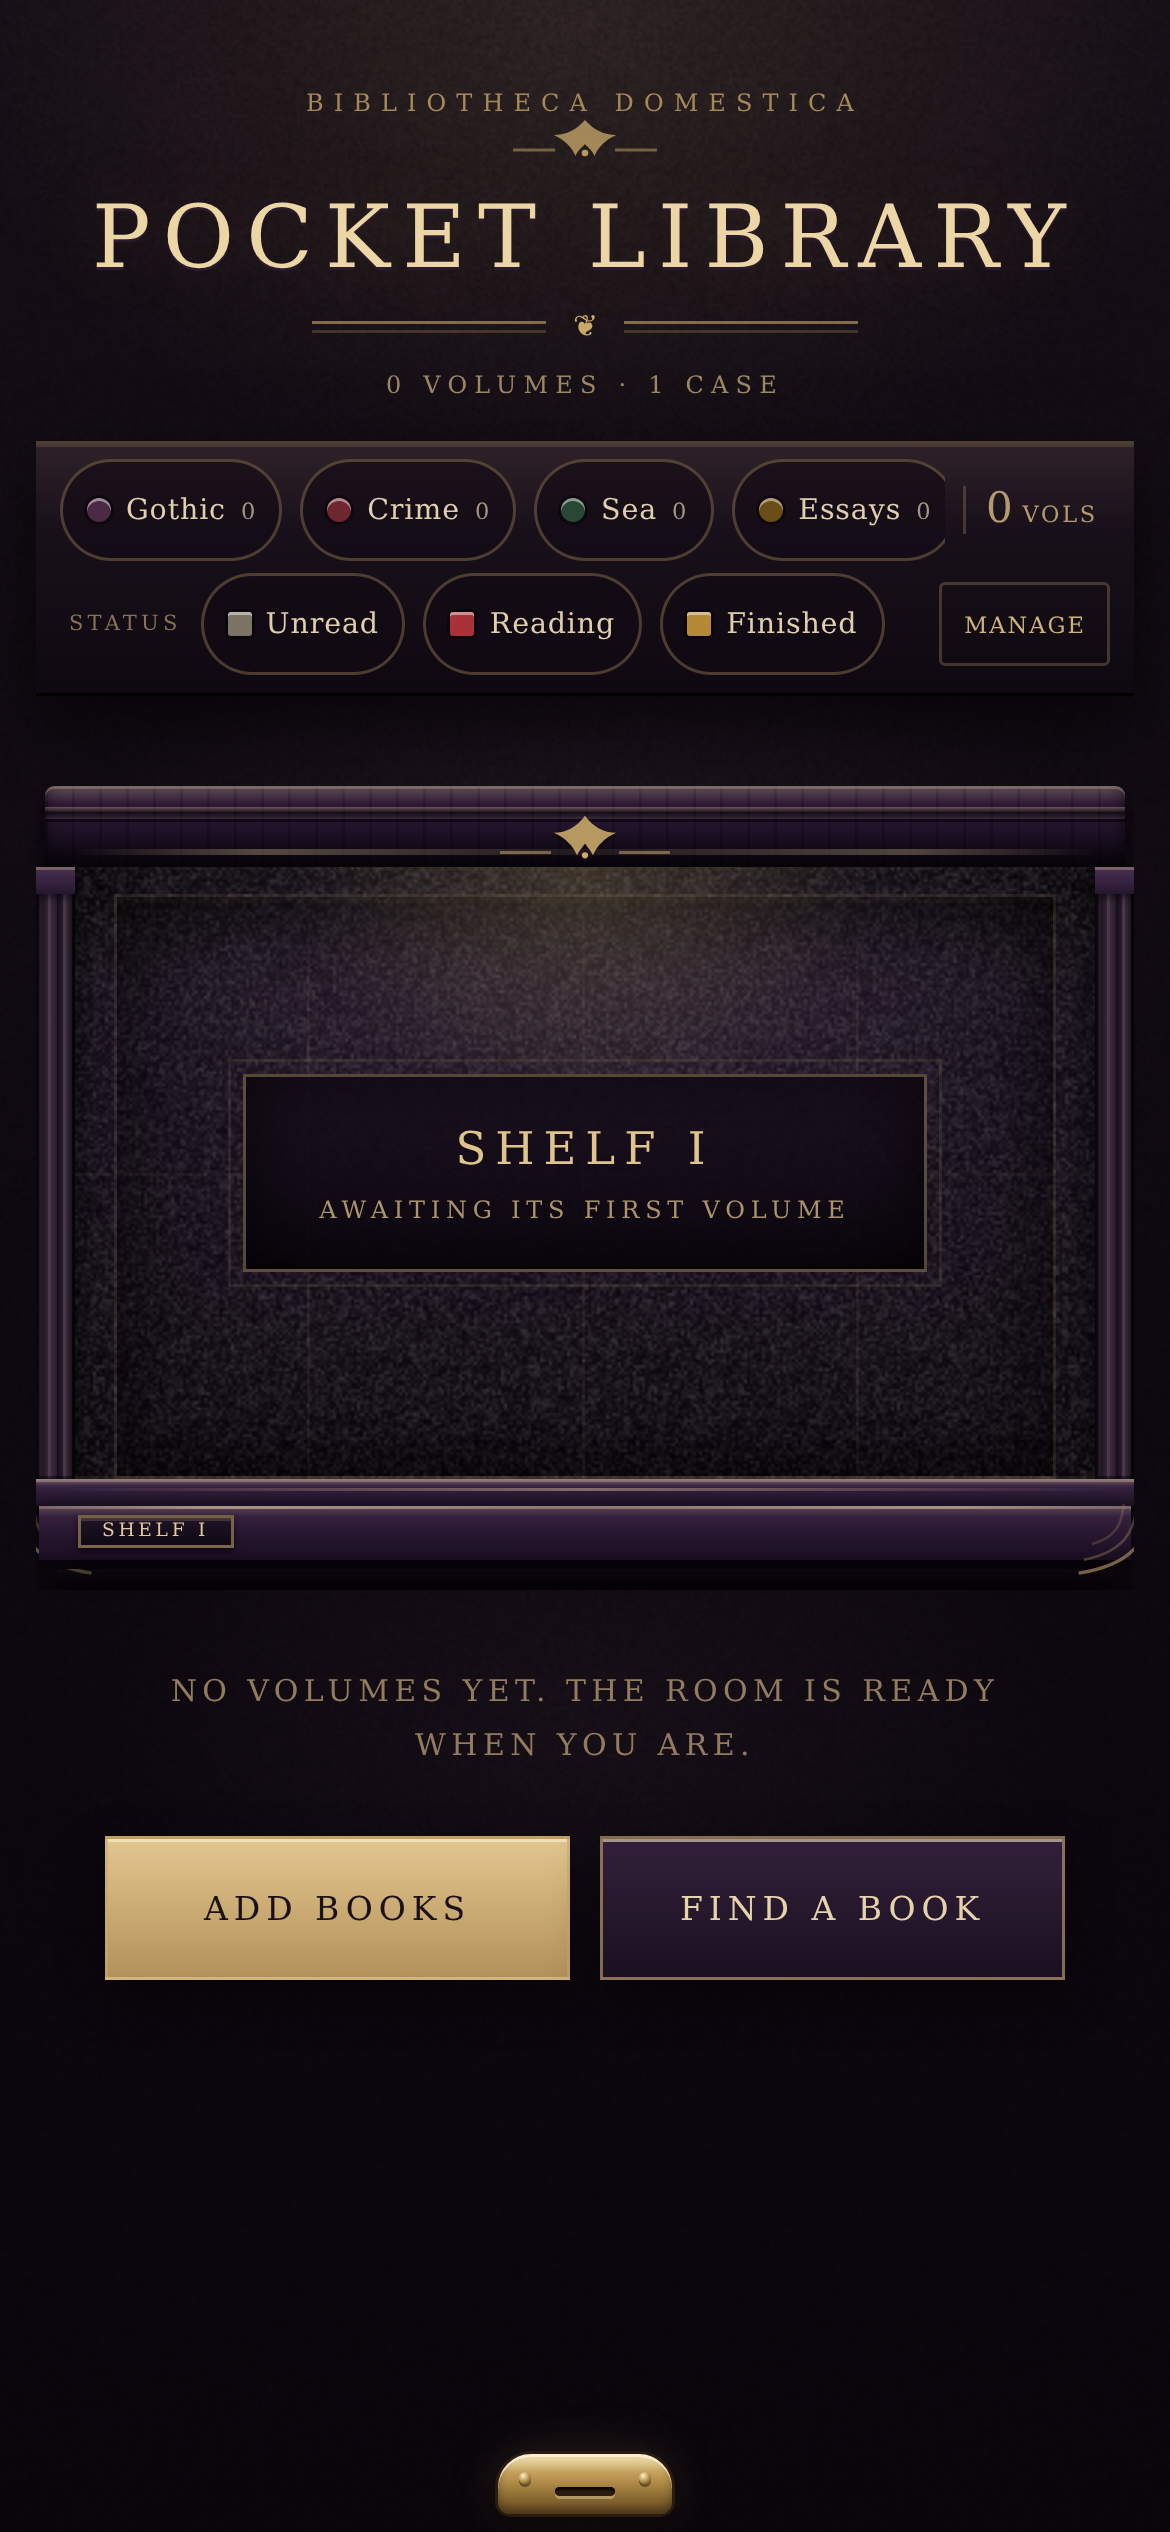 BIBLIOTHECA DOMESTICA
POCKET LIBRARY
❦
0 VOLUMES · 1 CASE
Gothic 0 Crime 0 Sea 0 Essays 0 0 VOLS
STATUS Unread Reading Finished MANAGE
SHELF I
AWAITING ITS FIRST VOLUME
SHELF I
NO VOLUMES YET. THE ROOM IS READY
WHEN YOU ARE.
ADD BOOKS FIND A BOOK